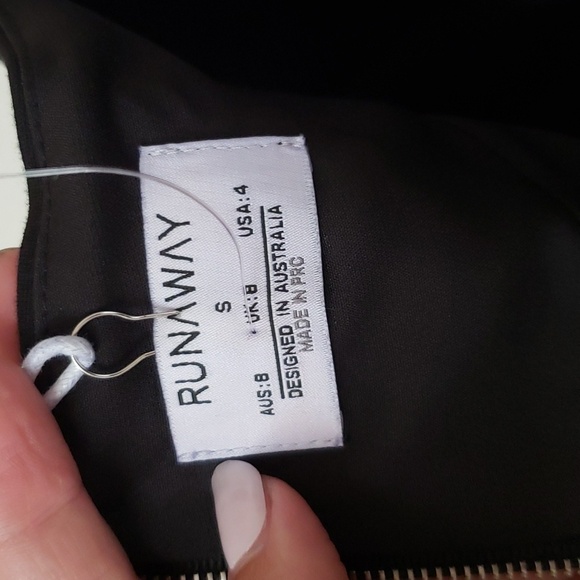 RUNAWAY
S
AUS:8 UK:8 USA:4
DESIGNED IN AUSTRALIA
MADE IN PRC